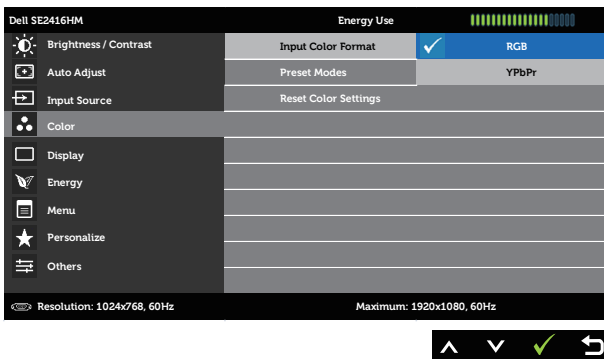 Dell SE2416HM Energy Use
Brightness / Contrast Input Color Format RGB
Auto Adjust Preset Modes YPbPr
Input Source Reset Color Settings
Color
Display
Energy
Menu
Personalize
Others
Resolution: 1024x768, 60Hz Maximum: 1920x1080, 60Hz